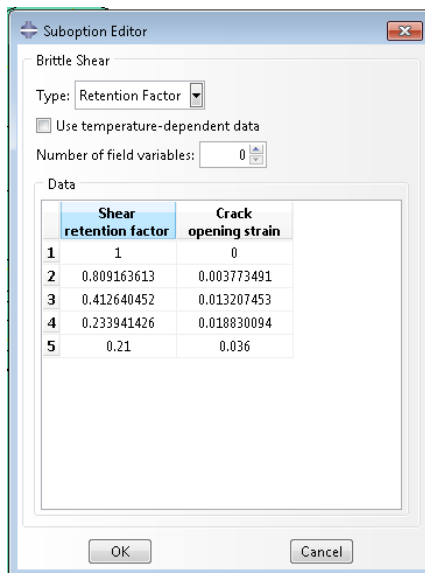 Suboption Editor
Brittle Shear
Type: Retention Factor
Use temperature-dependent data
Number of field variables: 0
Data
Shear retention factor Crack opening strain
1 1 0
2 0.809163613 0.003773491
3 0.412640452 0.013207453
4 0.233941426 0.018830094
5 0.21 0.036
OK Cancel